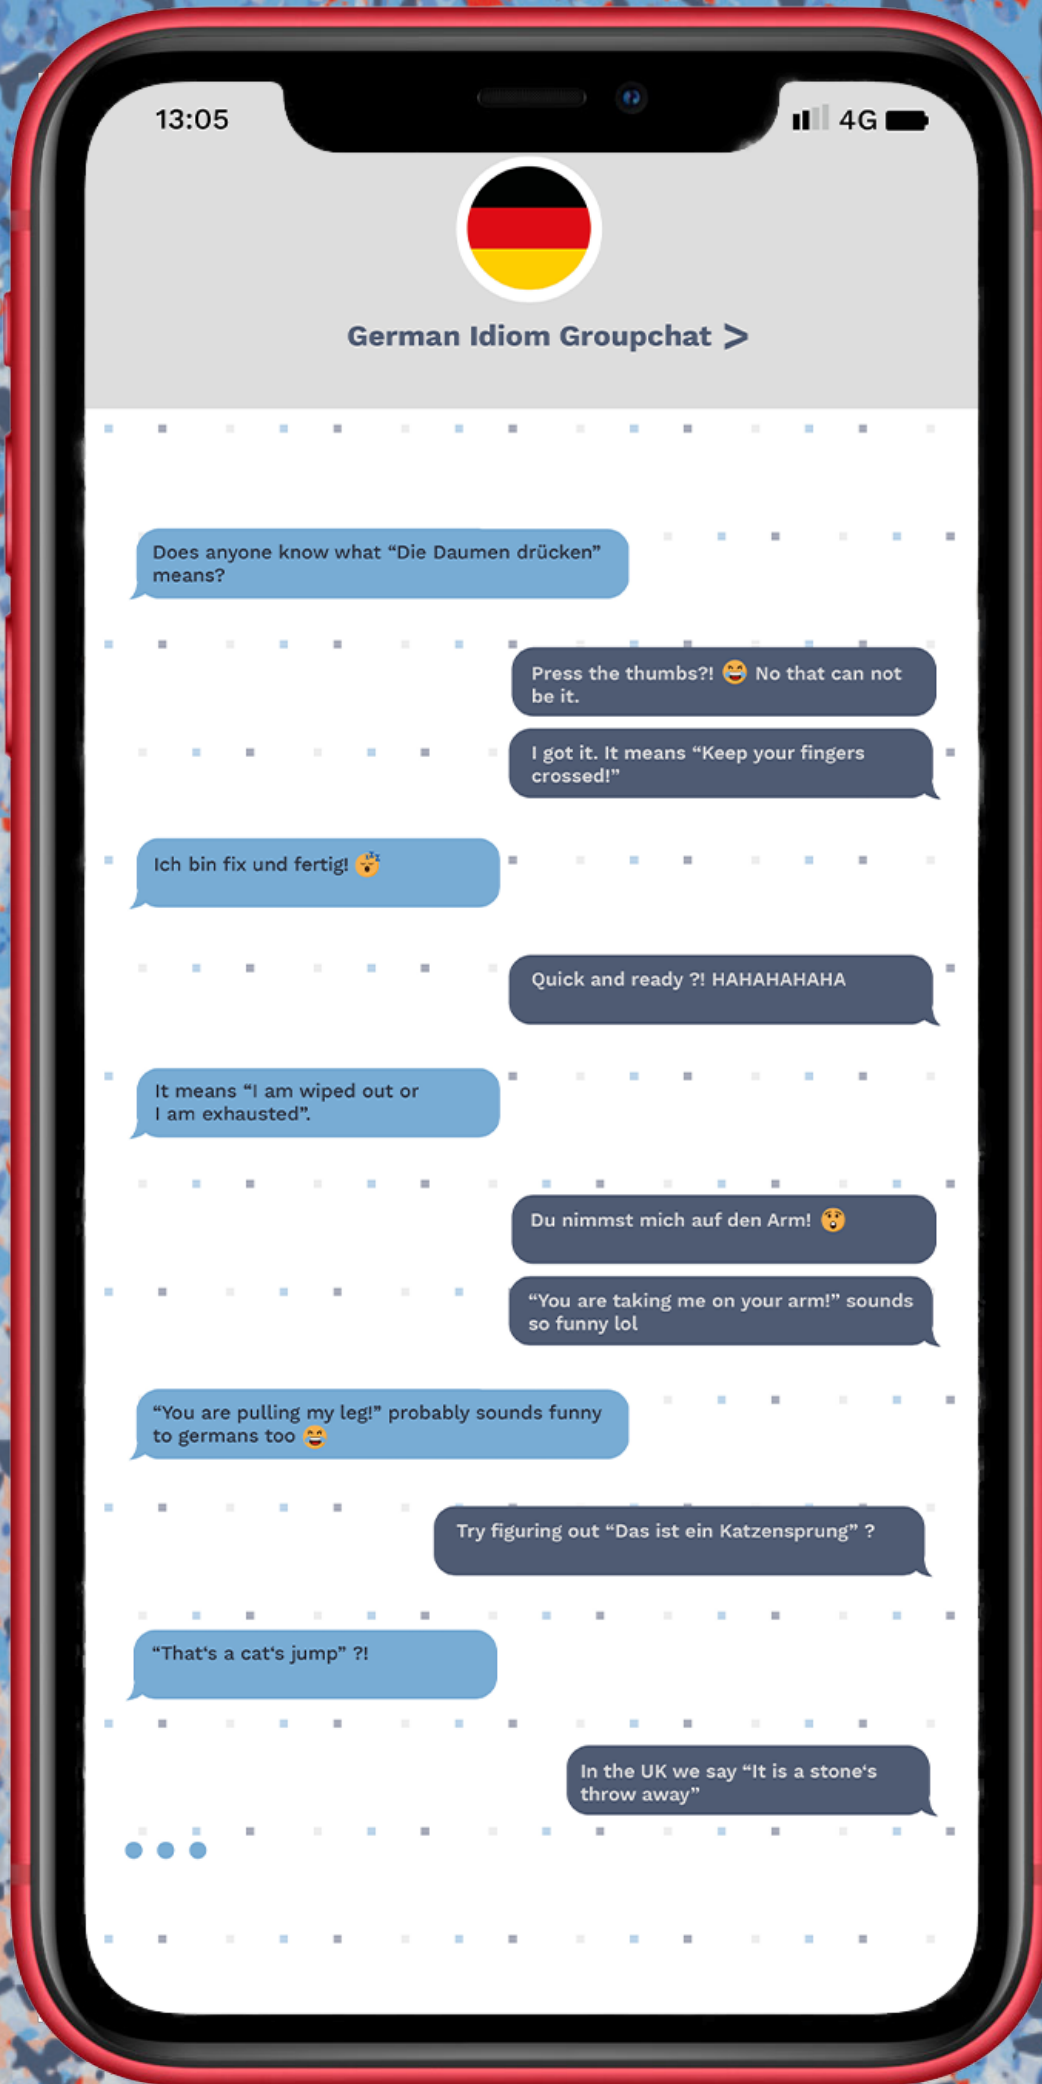 13:05
4G
German Idiom Groupchat >
Does anyone know what “Die Daumen drücken”
means?
Press the thumbs?! 😂 No that can not
be it.
I got it. It means “Keep your fingers
crossed!”
Ich bin fix und fertig! 😴
Quick and ready ?! HAHAHAHAHA
It means “I am wiped out or
I am exhausted”.
Du nimmst mich auf den Arm! 😲
“You are taking me on your arm!” sounds
so funny lol
“You are pulling my leg!” probably sounds funny
to germans too 😅
Try figuring out “Das ist ein Katzensprung” ?
“That‘s a cat‘s jump” ?!
In the UK we say “It is a stone‘s
throw away”